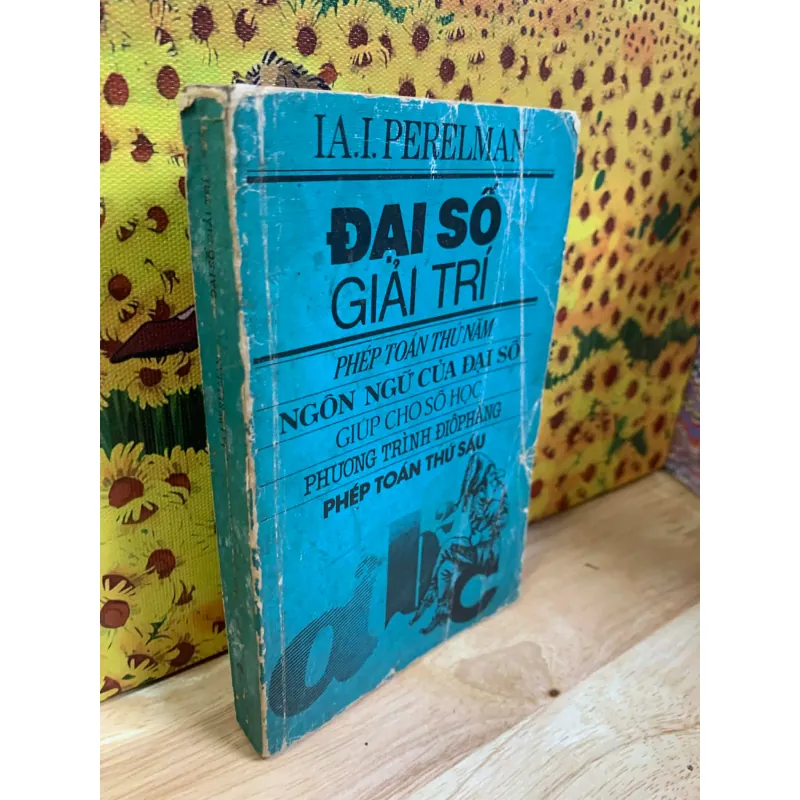 IA.I. PERELMAN
ĐẠI SỐ
GIẢI TRÍ
PHÉP TOÁN THỨ NĂM
NGÔN NGỮ CỦA ĐẠI SỐ
GIÚP CHO SỐ HỌC
PHƯƠNG TRÌNH ĐIÔPHĂNG
PHÉP TOÁN THỨ SÁU
a b c